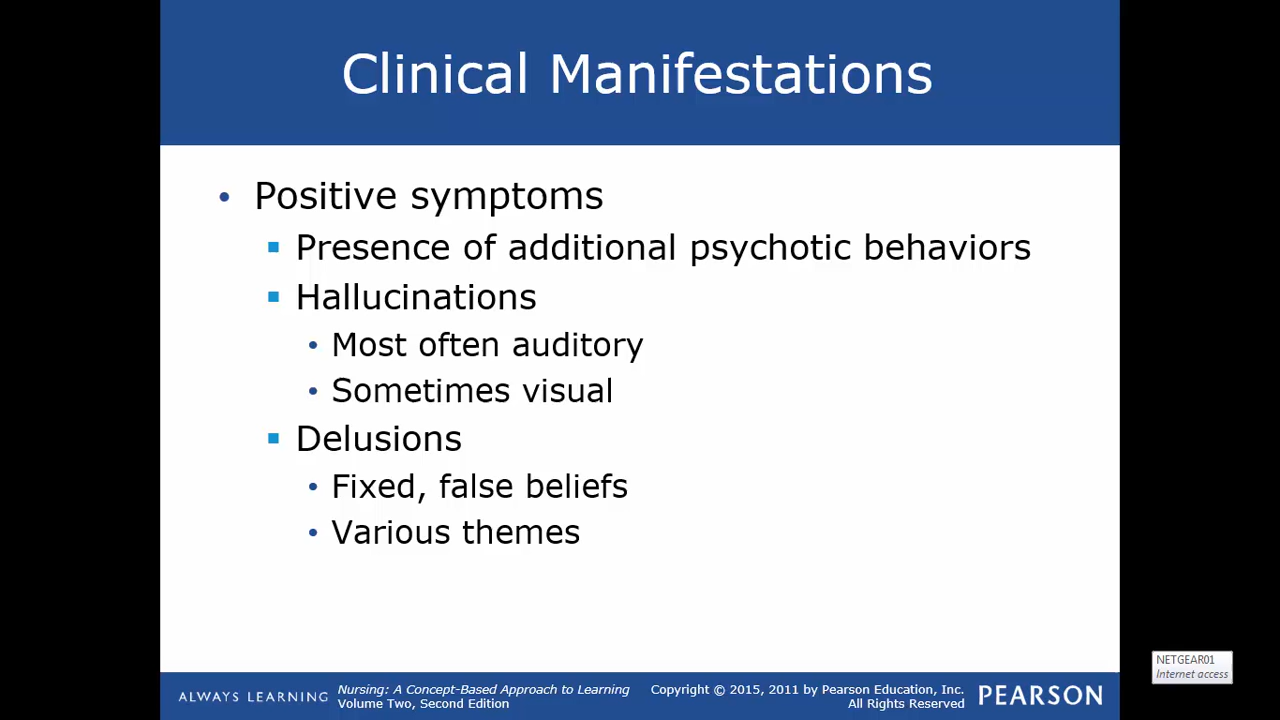 Clinical Manifestations
• Positive symptoms
▪ Presence of additional psychotic behaviors
▪ Hallucinations
• Most often auditory
• Sometimes visual
▪ Delusions
• Fixed, false beliefs
• Various themes
NETGEAR01
Internet access
ALWAYS LEARNING
Nursing: A Concept-Based Approach to Learning
Volume Two, Second Edition
Copyright © 2015, 2011 by Pearson Education, Inc.
All Rights Reserved
PEARSON